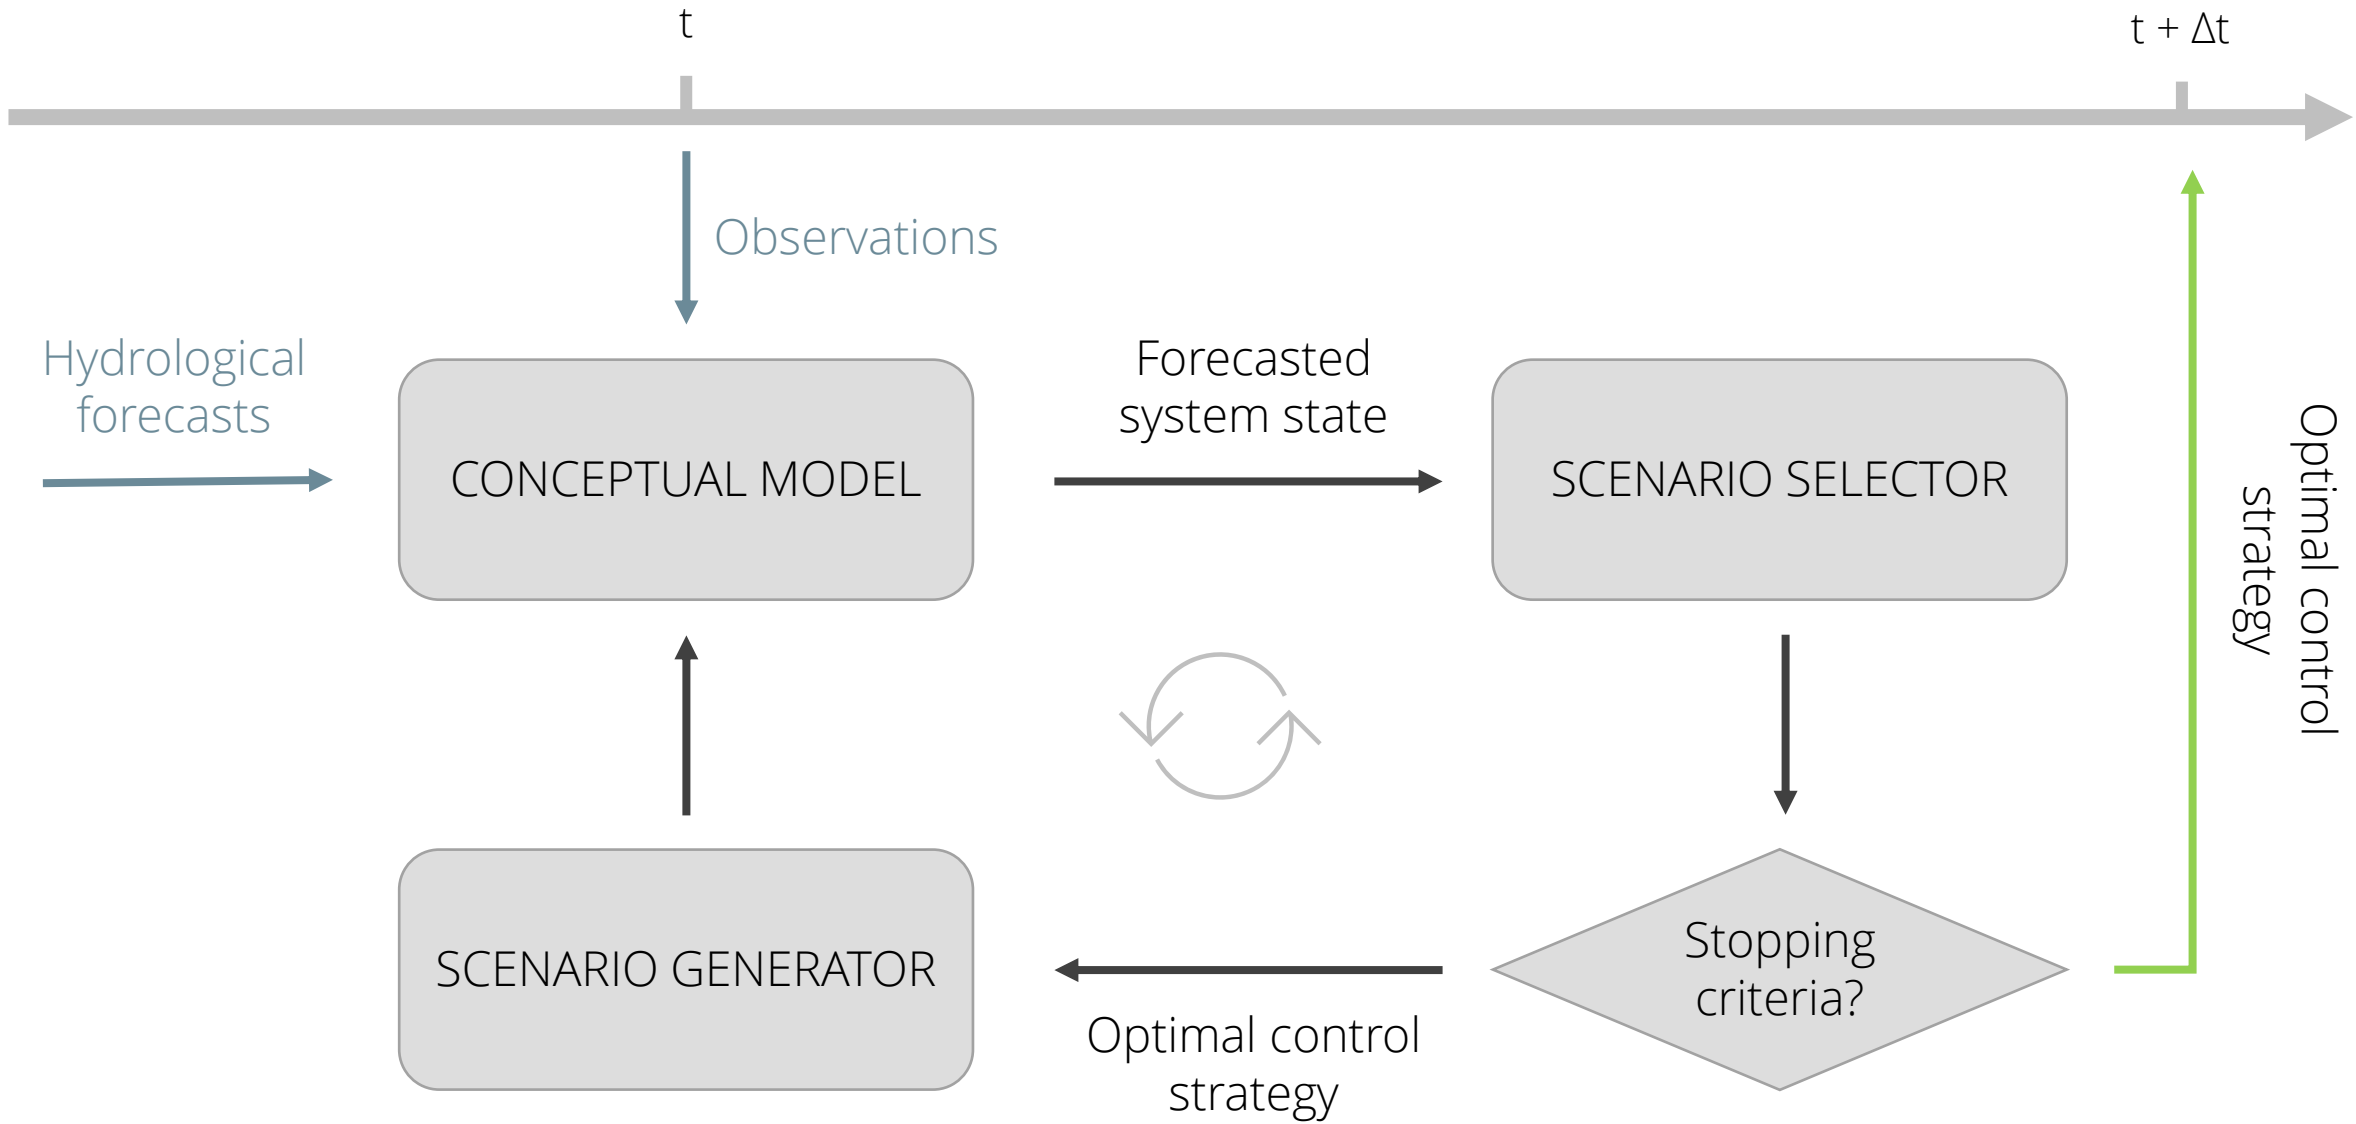 t
t + Δt
Observations
Hydrological
forecasts
CONCEPTUAL MODEL
Forecasted
system state
SCENARIO SELECTOR
Optimal control
strategy
SCENARIO GENERATOR
Optimal control
strategy
Stopping
criteria?